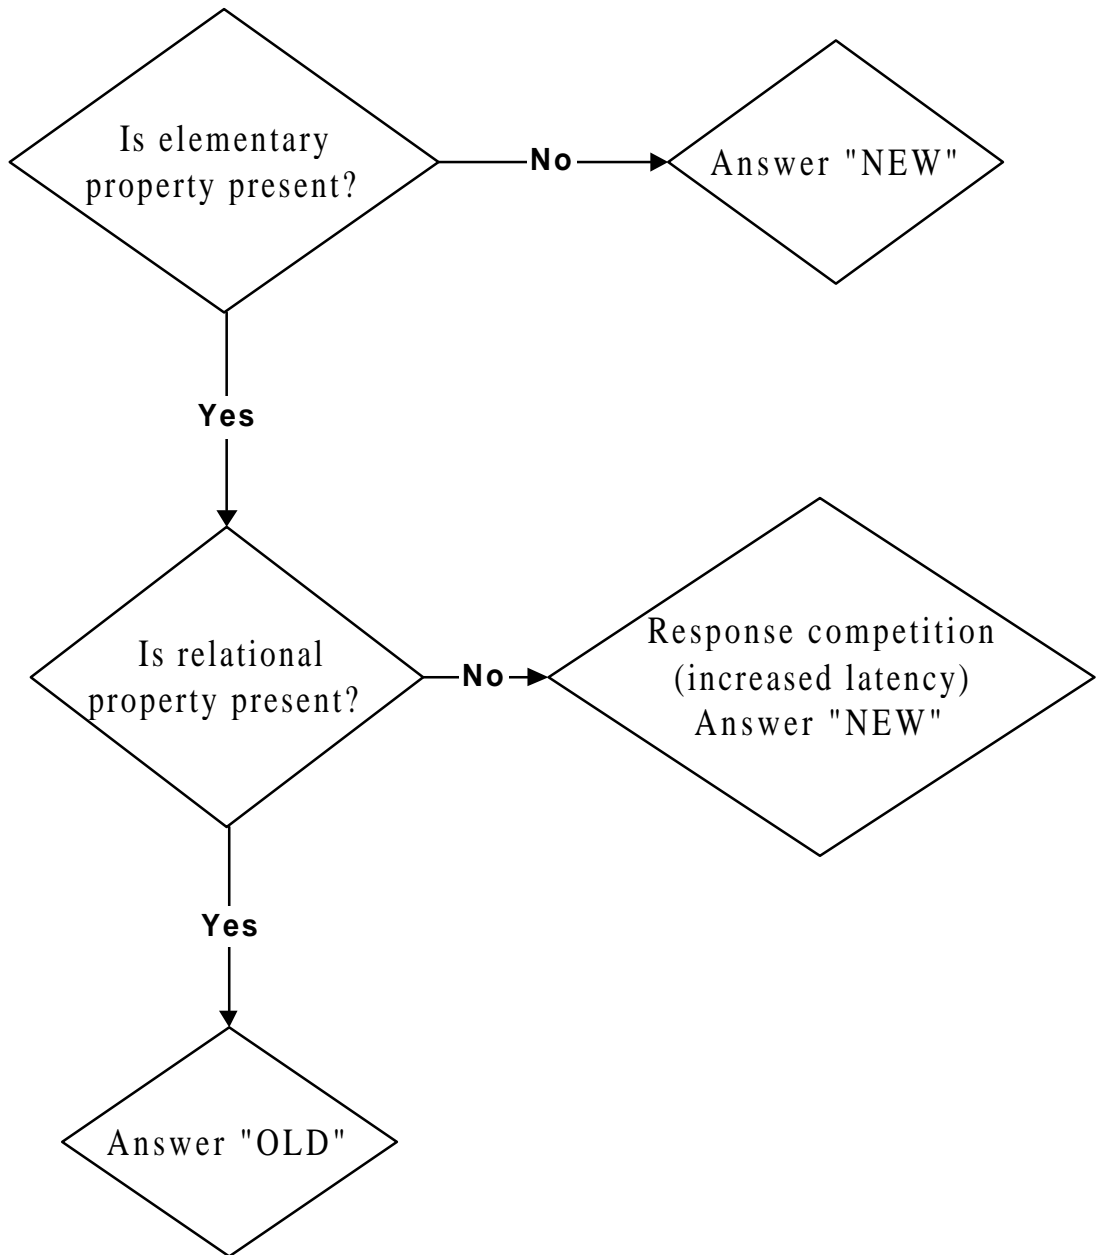 Is elementary
property present?
No
Answer "NEW"
Yes
Is relational
property present?
No
Response competition
(increased latency)
Answer "NEW"
Yes
Answer "OLD"